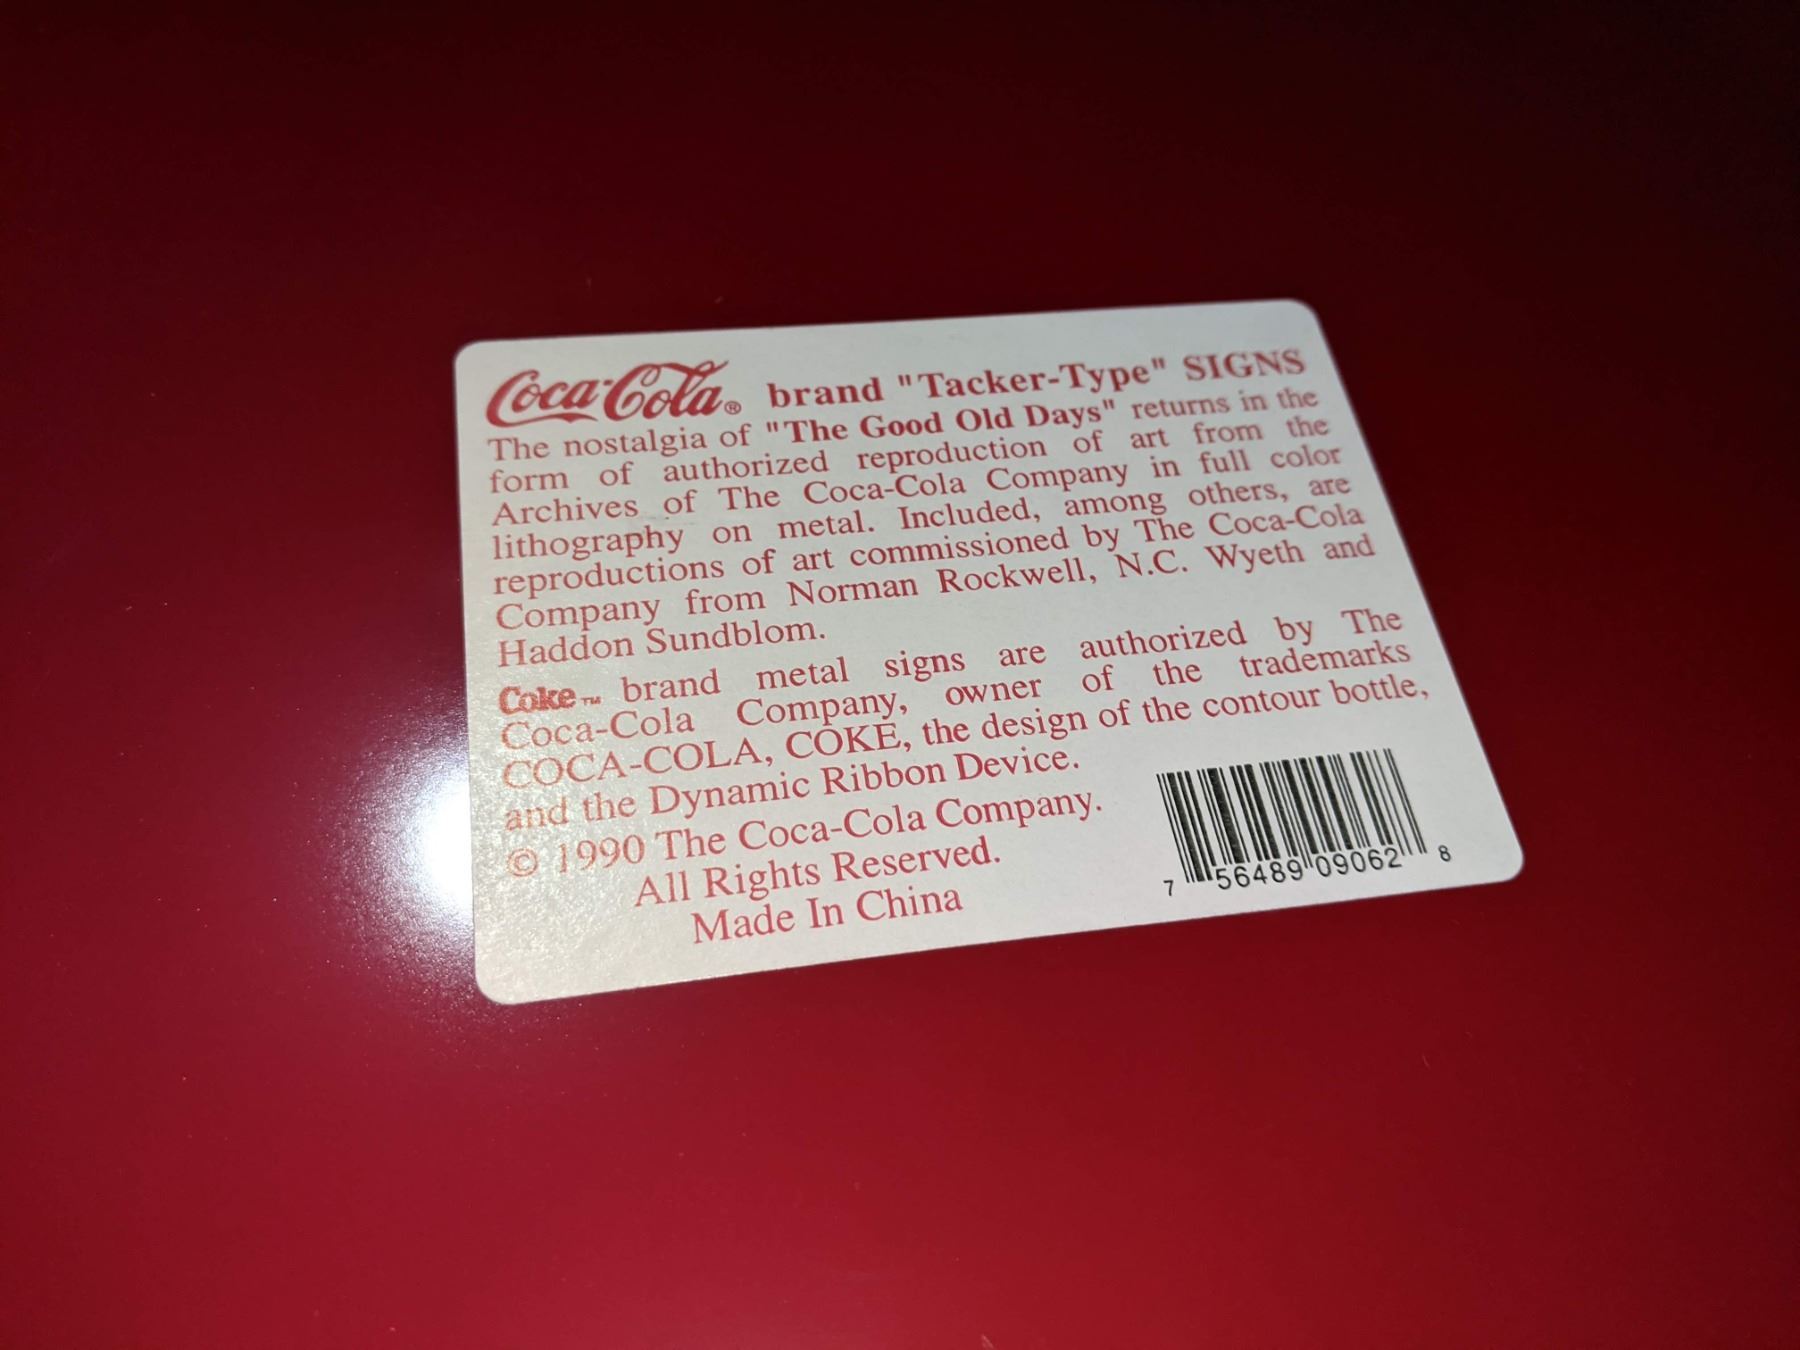 Coca-Cola® brand "Tacker-Type" SIGNS
The nostalgia of "The Good Old Days" returns in the
form of authorized reproduction of art from the
Archives of The Coca-Cola Company in full color
lithography on metal. Included, among others, are
reproductions of art commissioned by The Coca-Cola
Company from Norman Rockwell, N.C. Wyeth and
Haddon Sundblom.
Coke™ brand metal signs are authorized by The
Coca-Cola Company, owner of the trademarks
COCA-COLA, COKE, the design of the contour bottle,
and the Dynamic Ribbon Device.
© 1990 The Coca-Cola Company.
All Rights Reserved.
Made In China
7 56489 09062 8